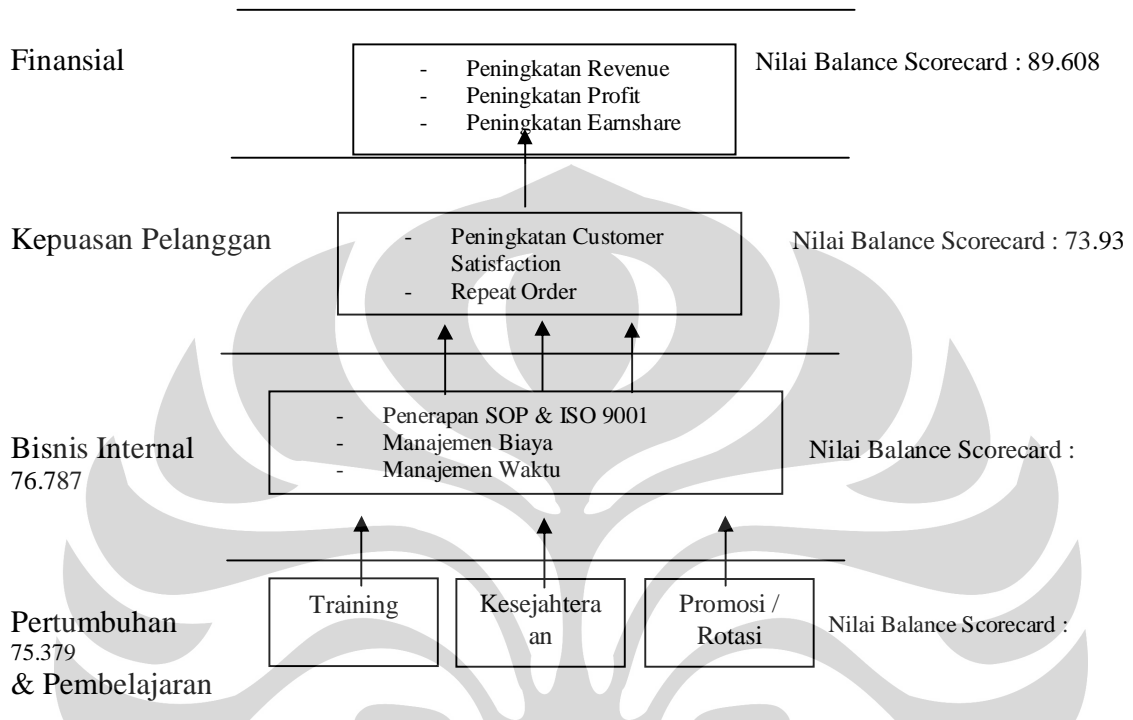 Finansial
- Peningkatan Revenue
- Peningkatan Profit
- Peningkatan Earnshare
Nilai Balance Scorecard : 89.608
Kepuasan Pelanggan
- Peningkatan Customer
Satisfaction
- Repeat Order
Nilai Balance Scorecard : 73.93
Bisnis Internal
- Penerapan SOP & ISO 9001
- Manajemen Biaya
- Manajemen Waktu
Nilai Balance Scorecard :
76.787
Training
Kesejahtera
an
Promosi /
Rotasi
Pertumbuhan
Nilai Balance Scorecard :
75.379
& Pembelajaran